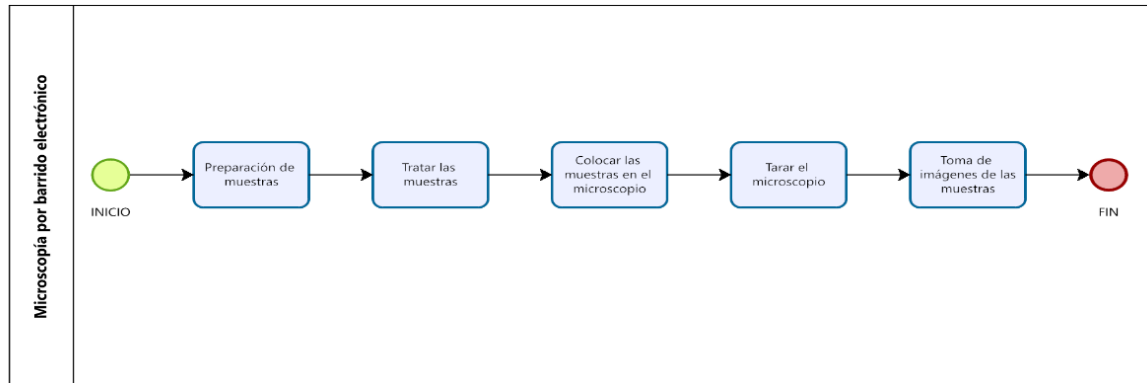 Microscopía por barrido electrónico
INICIO
Preparación de
muestras
Tratar las
muestras
Colocar las
muestras en el
microscopio
Tarar el
microscopio
Toma de
imágenes de las
muestras
FIN